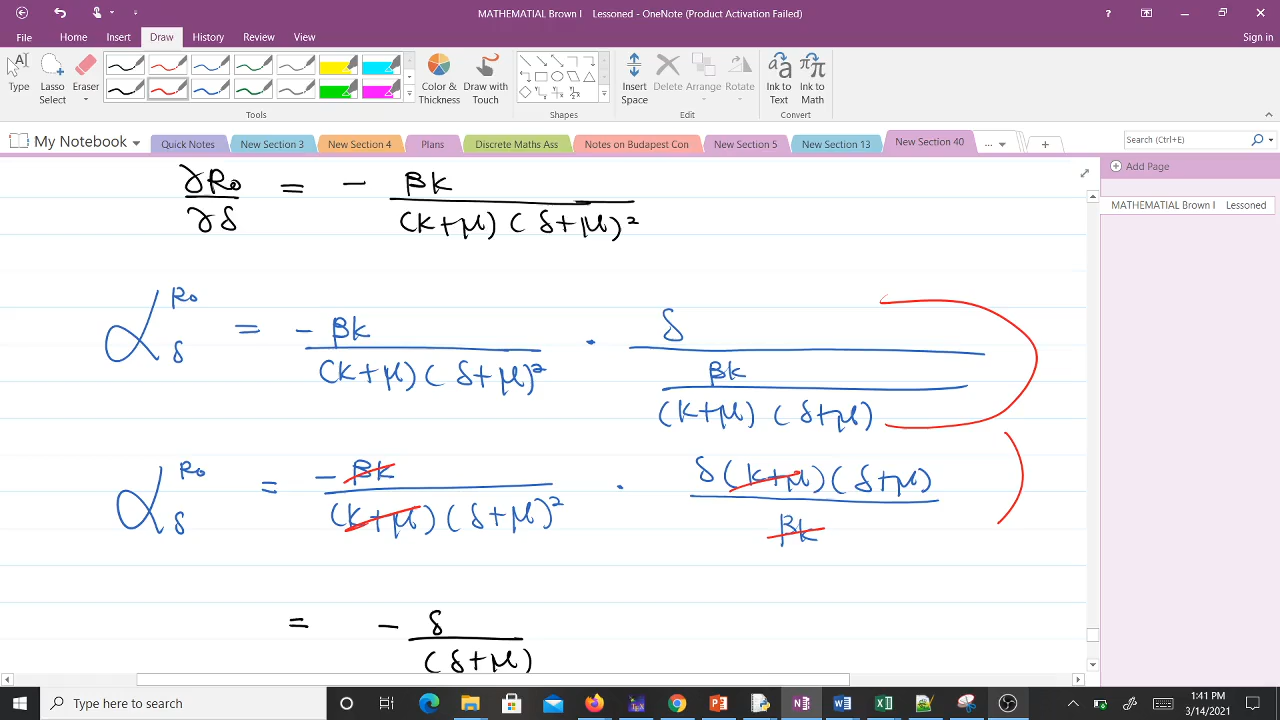 MATHEMATIAL Brown I Lessoned - OneNote (Product Activation Failed)
File Home Insert Draw History Review View
Type Lasso Select Eraser Color & Thickness Draw with Touch Insert Space Delete Arrange Rotate Ink to Text Ink to Math
Tools Shapes Edit Convert
My Notebook Quick Notes New Section 3 New Section 4 Plans Discrete Maths Ass Notes on Budapest Con New Section 5 New Section 13 New Section 40 ... + Search (Ctrl+E)
Add Page
MATHEMATIAL Brown I Lessoned
∂R₀/∂δ = - βK/((K+μ)(δ+μ)²)
α_δ^R₀ = - βK/((K+μ)(δ+μ)²) · δ/(βK/((K+μ)(δ+μ)))
α_δ^R₀ = - βK/((K+μ)(δ+μ)²) · δ(K+μ)(δ+μ)/βK
= - δ/(δ+μ)
Type here to search
1:41 PM
3/14/2021